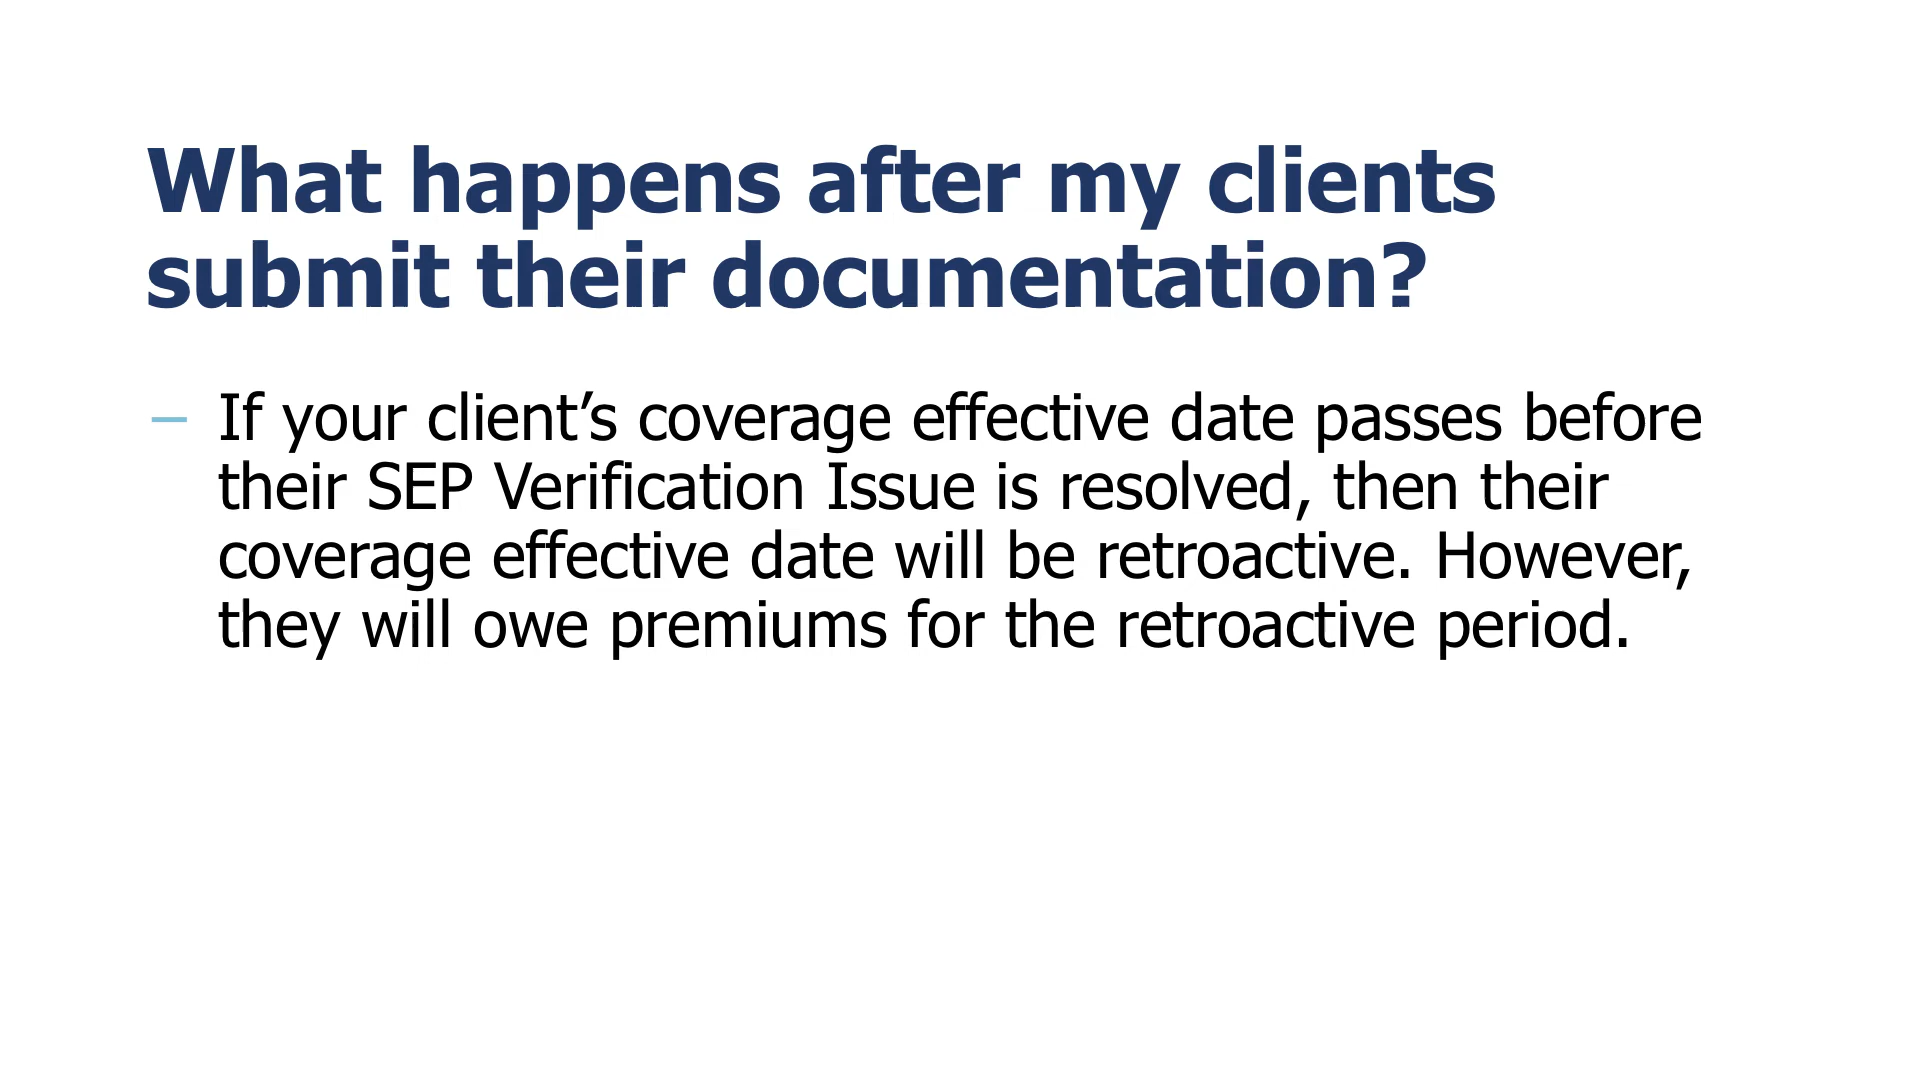 What happens after my clients
submit their documentation?
– If your client’s coverage effective date passes before
their SEP Verification Issue is resolved, then their
coverage effective date will be retroactive. However,
they will owe premiums for the retroactive period.